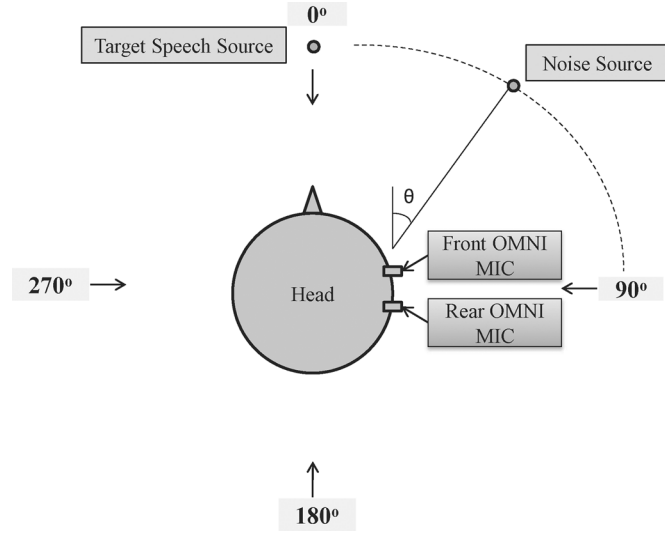 0º
Target Speech Source
Noise Source
θ
Front OMNI
MIC
270º
Head
90º
Rear OMNI
MIC
180º